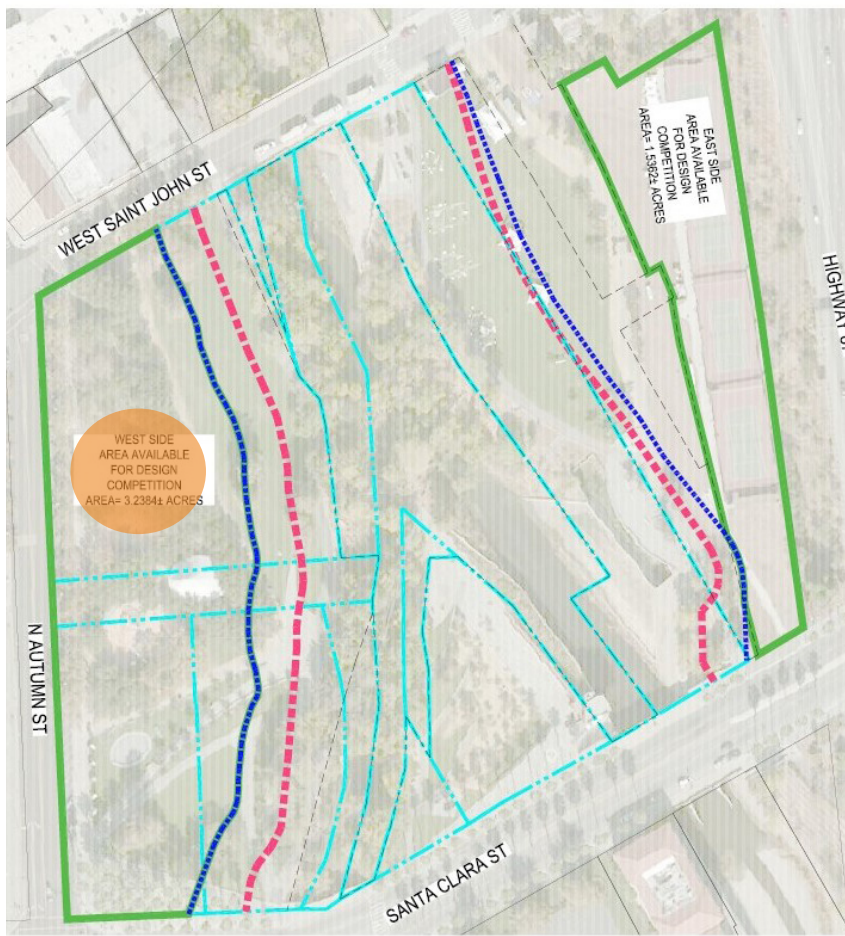 EAST SIDE
AREA AVAILABLE
FOR DESIGN
COMPETITION
AREA= 1.5362± ACRES
WEST SAINT JOHN ST
HIGHWAY
WEST SIDE
AREA AVAILABLE
FOR DESIGN
COMPETITION
AREA= 3.2384± ACRES
N AUTUMN ST
SANTA CLARA ST